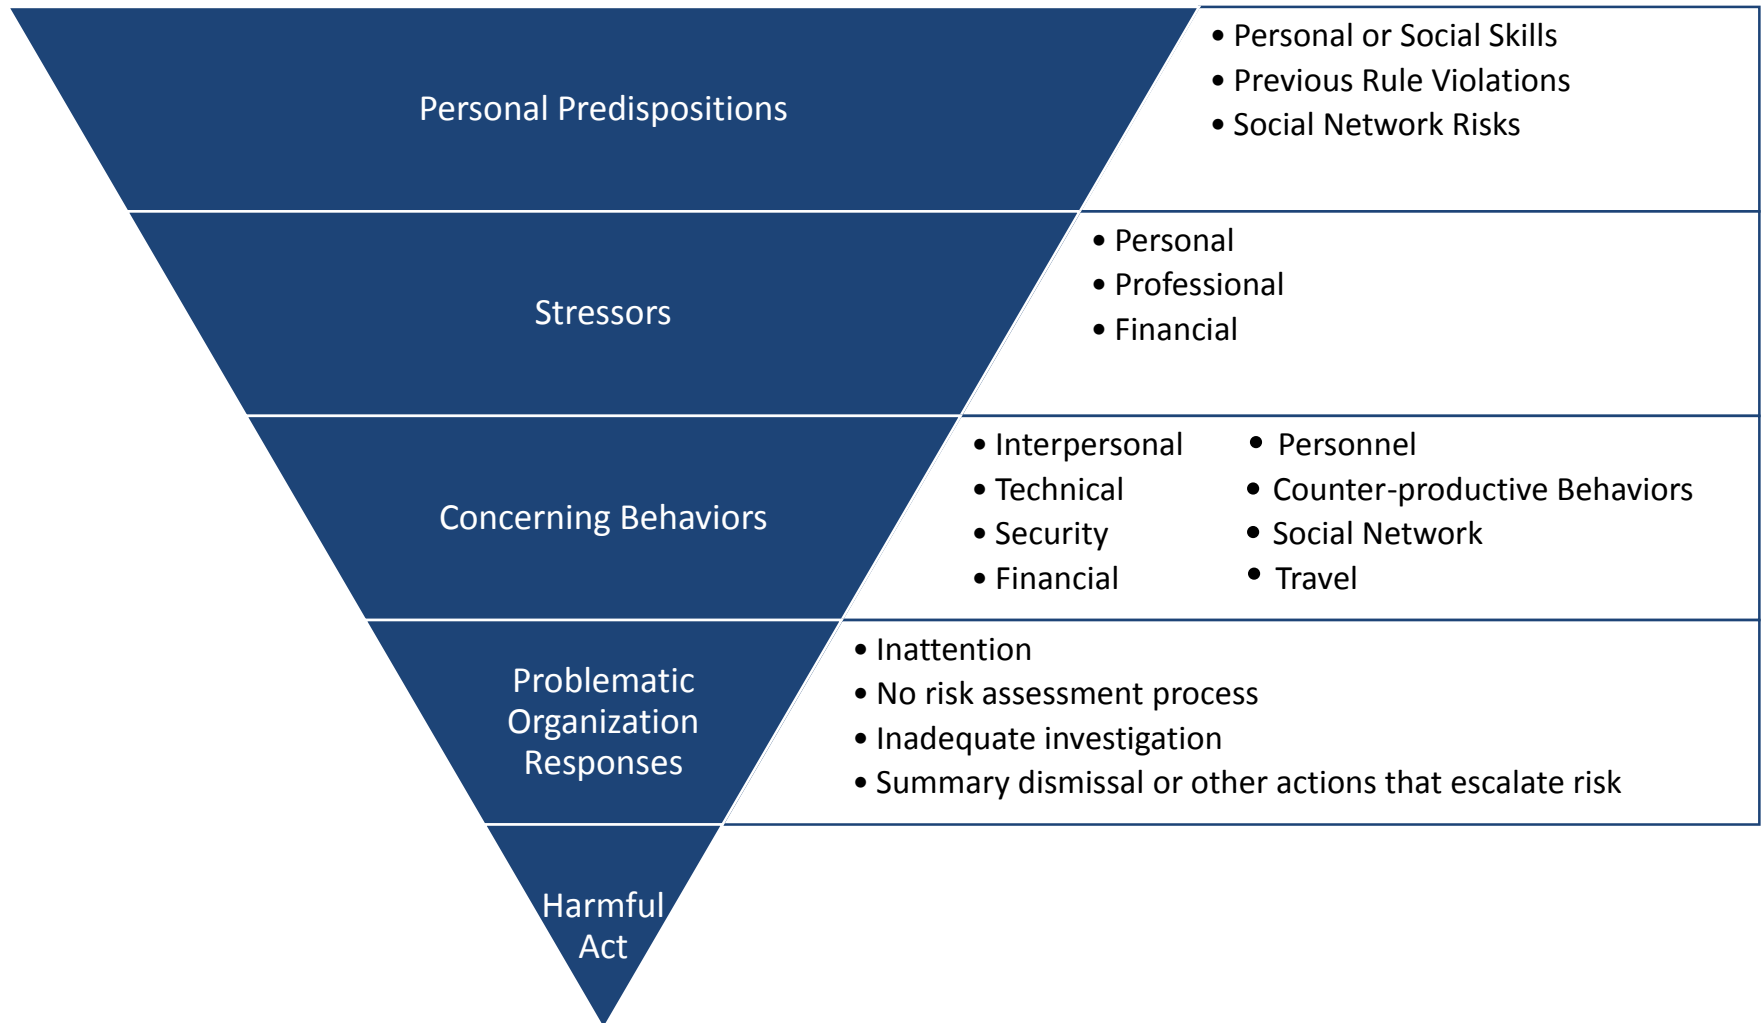 Personal Predispositions
• Personal or Social Skills
• Previous Rule Violations
• Social Network Risks
Stressors
• Personal
• Professional
• Financial
Concerning Behaviors
• Interpersonal
• Technical
• Security
• Financial
• Personnel
• Counter-productive Behaviors
• Social Network
• Travel
Problematic
Organization
Responses
• Inattention
• No risk assessment process
• Inadequate investigation
• Summary dismissal or other actions that escalate risk
Harmful
Act